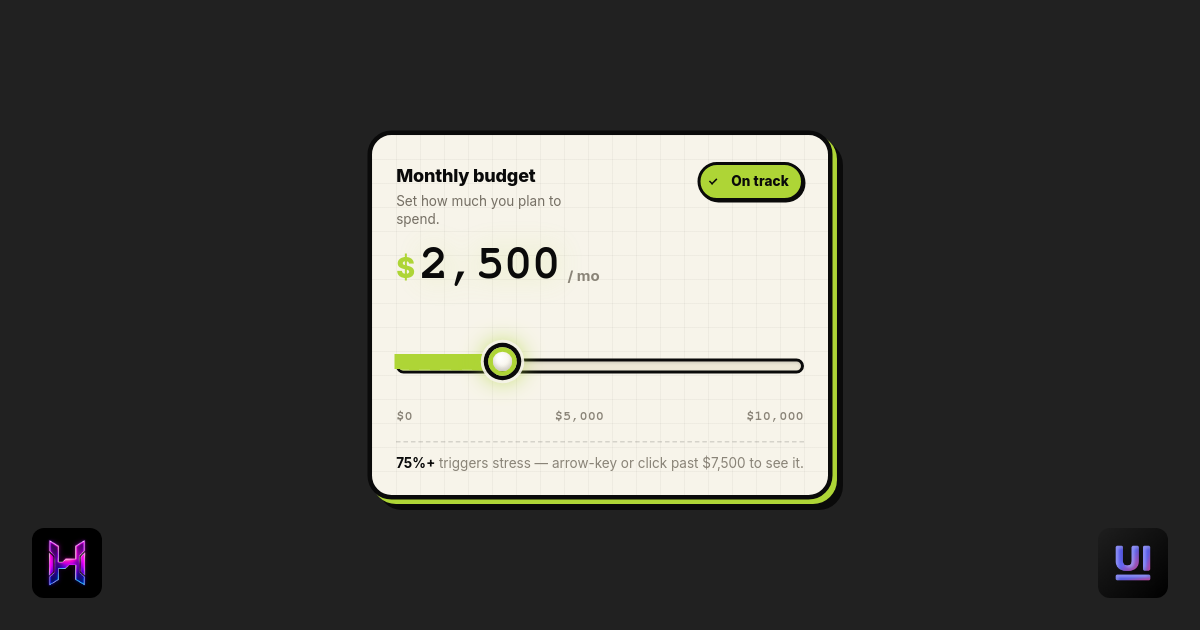 Monthly budget
Set how much you plan to
spend.
✓ On track
$2,500 / mo
$0 $5,000 $10,000
75%+ triggers stress — arrow-key or click past $7,500 to see it.
H
UI